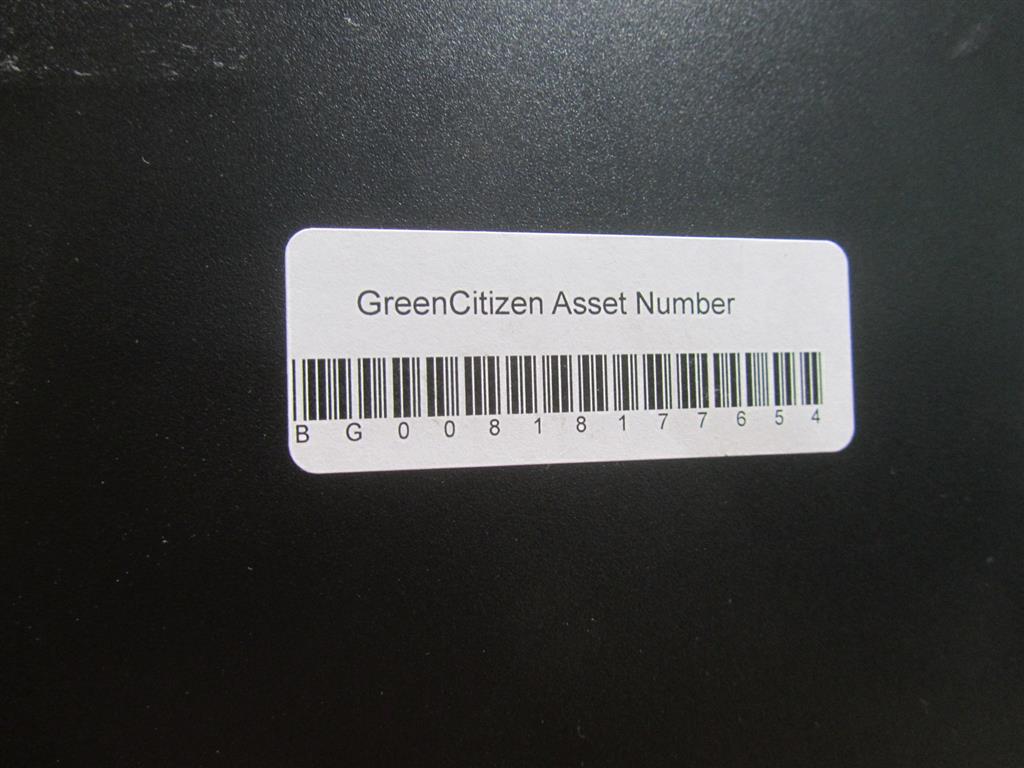 GreenCitizen Asset Number
B G 0 0 8 1 8 1 7 7 6 5 4